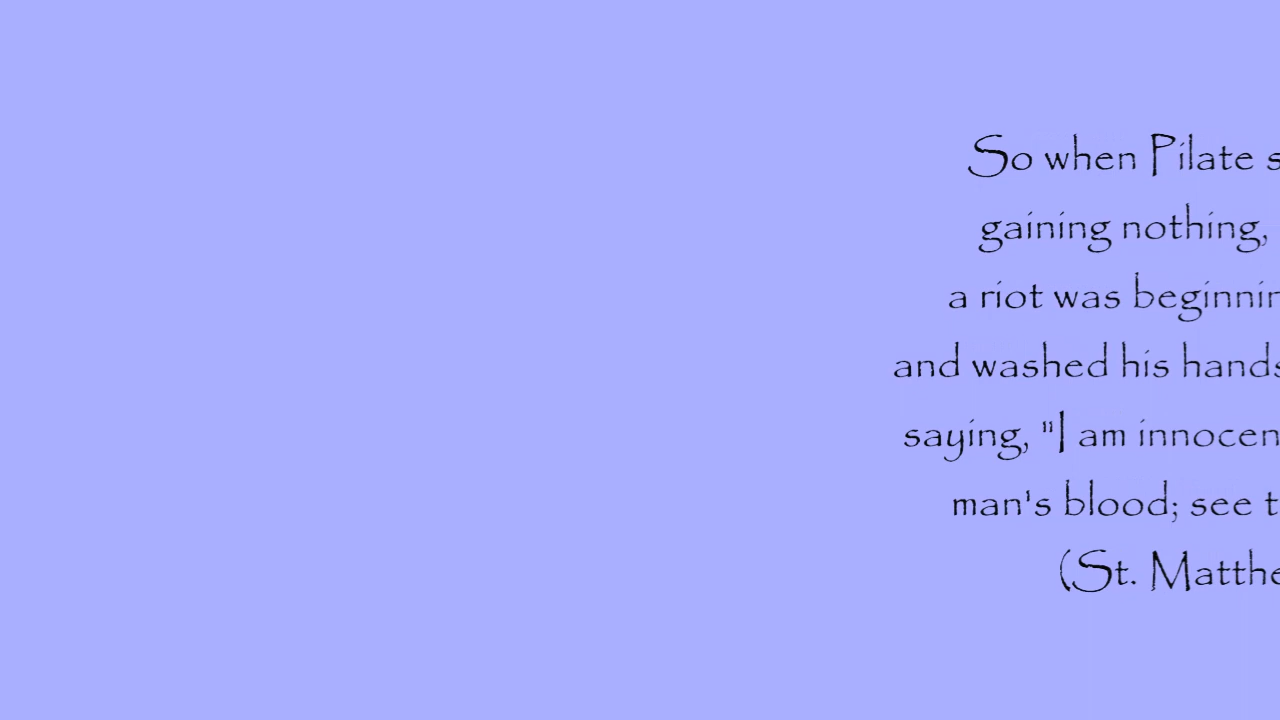 So when Pilate s
gaining nothing,
a riot was beginnin
and washed his hands
saying, "I am innocen
man's blood; see t
(St. Matthe